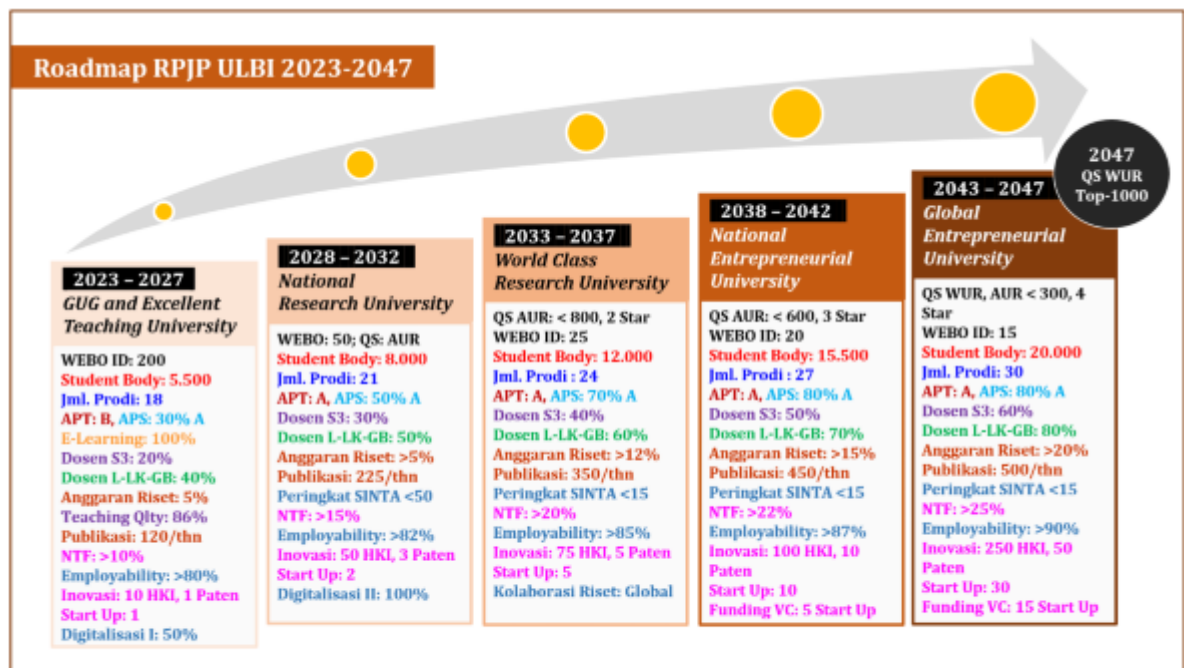 Roadmap RPJP ULBI 2023-2047
2047
QS WUR
Top-1000
2023 – 2027
GUG and Excellent
Teaching University
WEBO ID: 200
Student Body: 5.500
Jml. Prodi: 18
APT: B, APS: 30% A
E-Learning: 100%
Dosen S3: 20%
Dosen L-LK-GB: 40%
Anggaran Riset: 5%
Teaching Qlty: 86%
Publikasi: 120/thn
NTF: >10%
Employability: >80%
Inovasi: 10 HKI, 1 Paten
Start Up: 1
Digitalisasi I: 50%
2028 – 2032
National
Research University
WEBO: 50; QS: AUR
Student Body: 8.000
Jml. Prodi: 21
APT: A, APS: 50% A
Dosen S3: 30%
Dosen L-LK-GB: 50%
Anggaran Riset: >5%
Publikasi: 225/thn
Peringkat SINTA <50
NTF: >15%
Employability: >82%
Inovasi: 50 HKI, 3 Paten
Start Up: 2
Digitalisasi II: 100%
2033 – 2037
World Class
Research University
QS AUR: < 800, 2 Star
WEBO ID: 25
Student Body: 12.000
Jml. Prodi : 24
APT: A, APS: 70% A
Dosen S3: 40%
Dosen L-LK-GB: 60%
Anggaran Riset: >12%
Publikasi: 350/thn
Peringkat SINTA <15
NTF: >20%
Employability: >85%
Inovasi: 75 HKI, 5 Paten
Start Up: 5
Kolaborasi Riset: Global
2038 – 2042
National
Entrepreneurial
University
QS AUR: < 600, 3 Star
WEBO ID: 20
Student Body: 15.500
Jml. Prodi : 27
APT: A, APS: 80% A
Dosen S3: 50%
Dosen L-LK-GB: 70%
Anggaran Riset: >15%
Publikasi: 450/thn
Peringkat SINTA <15
NTF: >22%
Employability: >87%
Inovasi: 100 HKI, 10
Paten
Start Up: 10
Funding VC: 5 Start Up
2043 – 2047
Global
Entrepreneurial
University
QS WUR, AUR < 300, 4
Star
WEBO ID: 15
Student Body: 20.000
Jml. Prodi: 30
APT: A, APS: 80% A
Dosen S3: 60%
Dosen L-LK-GB: 80%
Anggaran Riset: >20%
Publikasi: 500/thn
Peringkat SINTA <15
NTF: >25%
Employability: >90%
Inovasi: 250 HKI, 50
Paten
Start Up: 30
Funding VC: 15 Start Up